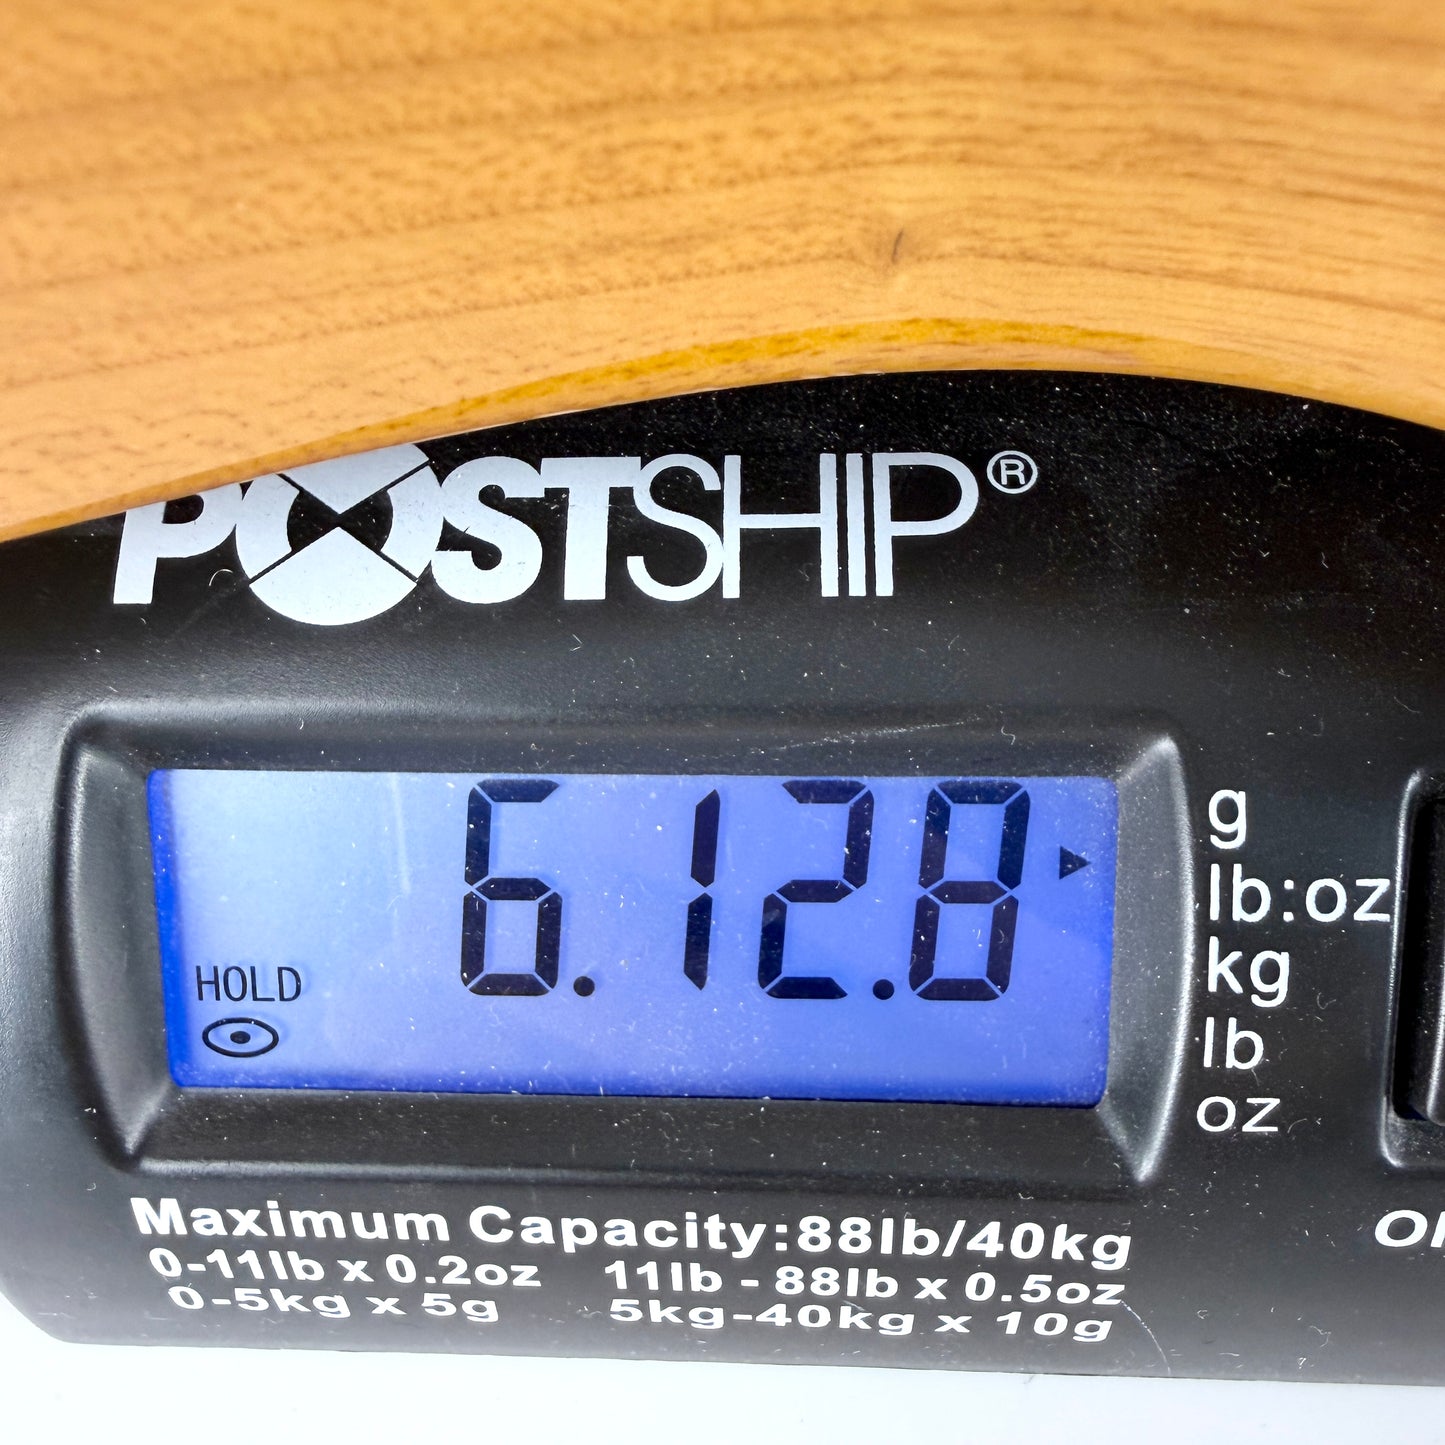 POSTSHIP®
6.12.8
HOLD
g
lb:oz
kg
lb
oz
Maximum Capacity:88lb/40kg
0-11lb x 0.2oz 11lb - 88lb x 0.5oz
0-5kg x 5g 5kg-40kg x 10g